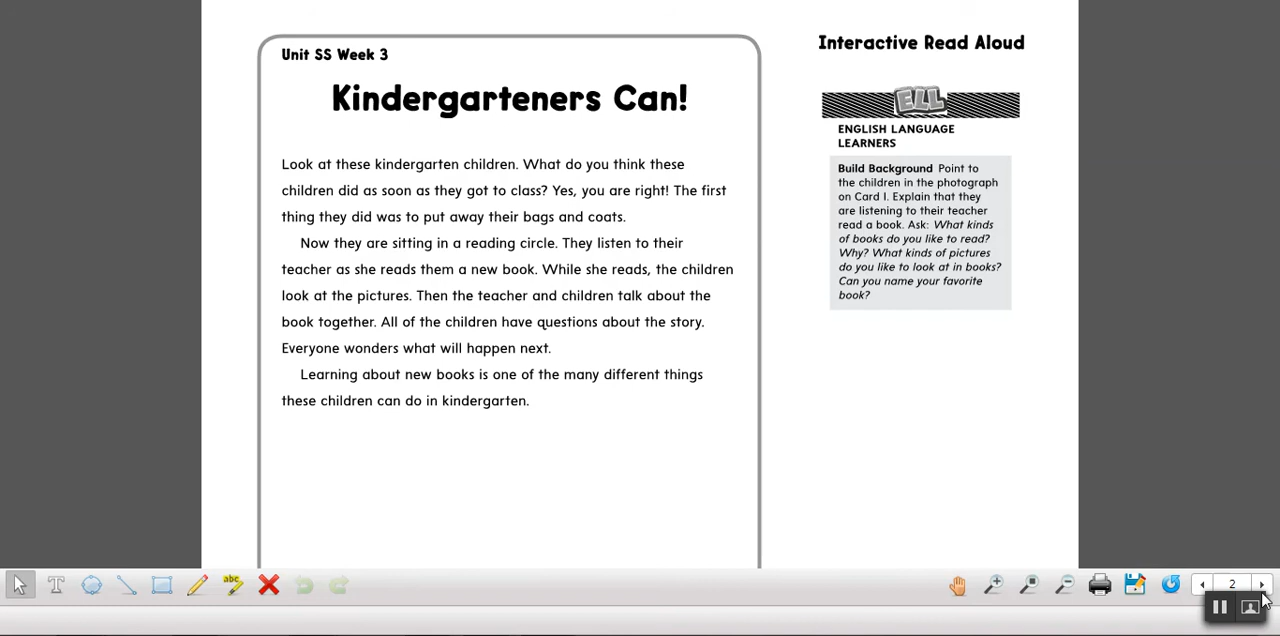 Unit SS Week 3
Kindergarteners Can!
Look at these kindergarten children. What do you think these
children did as soon as they got to class? Yes, you are right! The first
thing they did was to put away their bags and coats.
Now they are sitting in a reading circle. They listen to their
teacher as she reads them a new book. While she reads, the children
look at the pictures. Then the teacher and children talk about the
book together. All of the children have questions about the story.
Everyone wonders what will happen next.
Learning about new books is one of the many different things
these children can do in kindergarten.
Interactive Read Aloud
ELL
ENGLISH LANGUAGE
LEARNERS
Build Background Point to
the children in the photograph
on Card 1. Explain that they
are listening to their teacher
read a book. Ask: What kinds
of books do you like to read?
Why? What kinds of pictures
do you like to look at in books?
Can you name your favorite
book?
T
abc
2